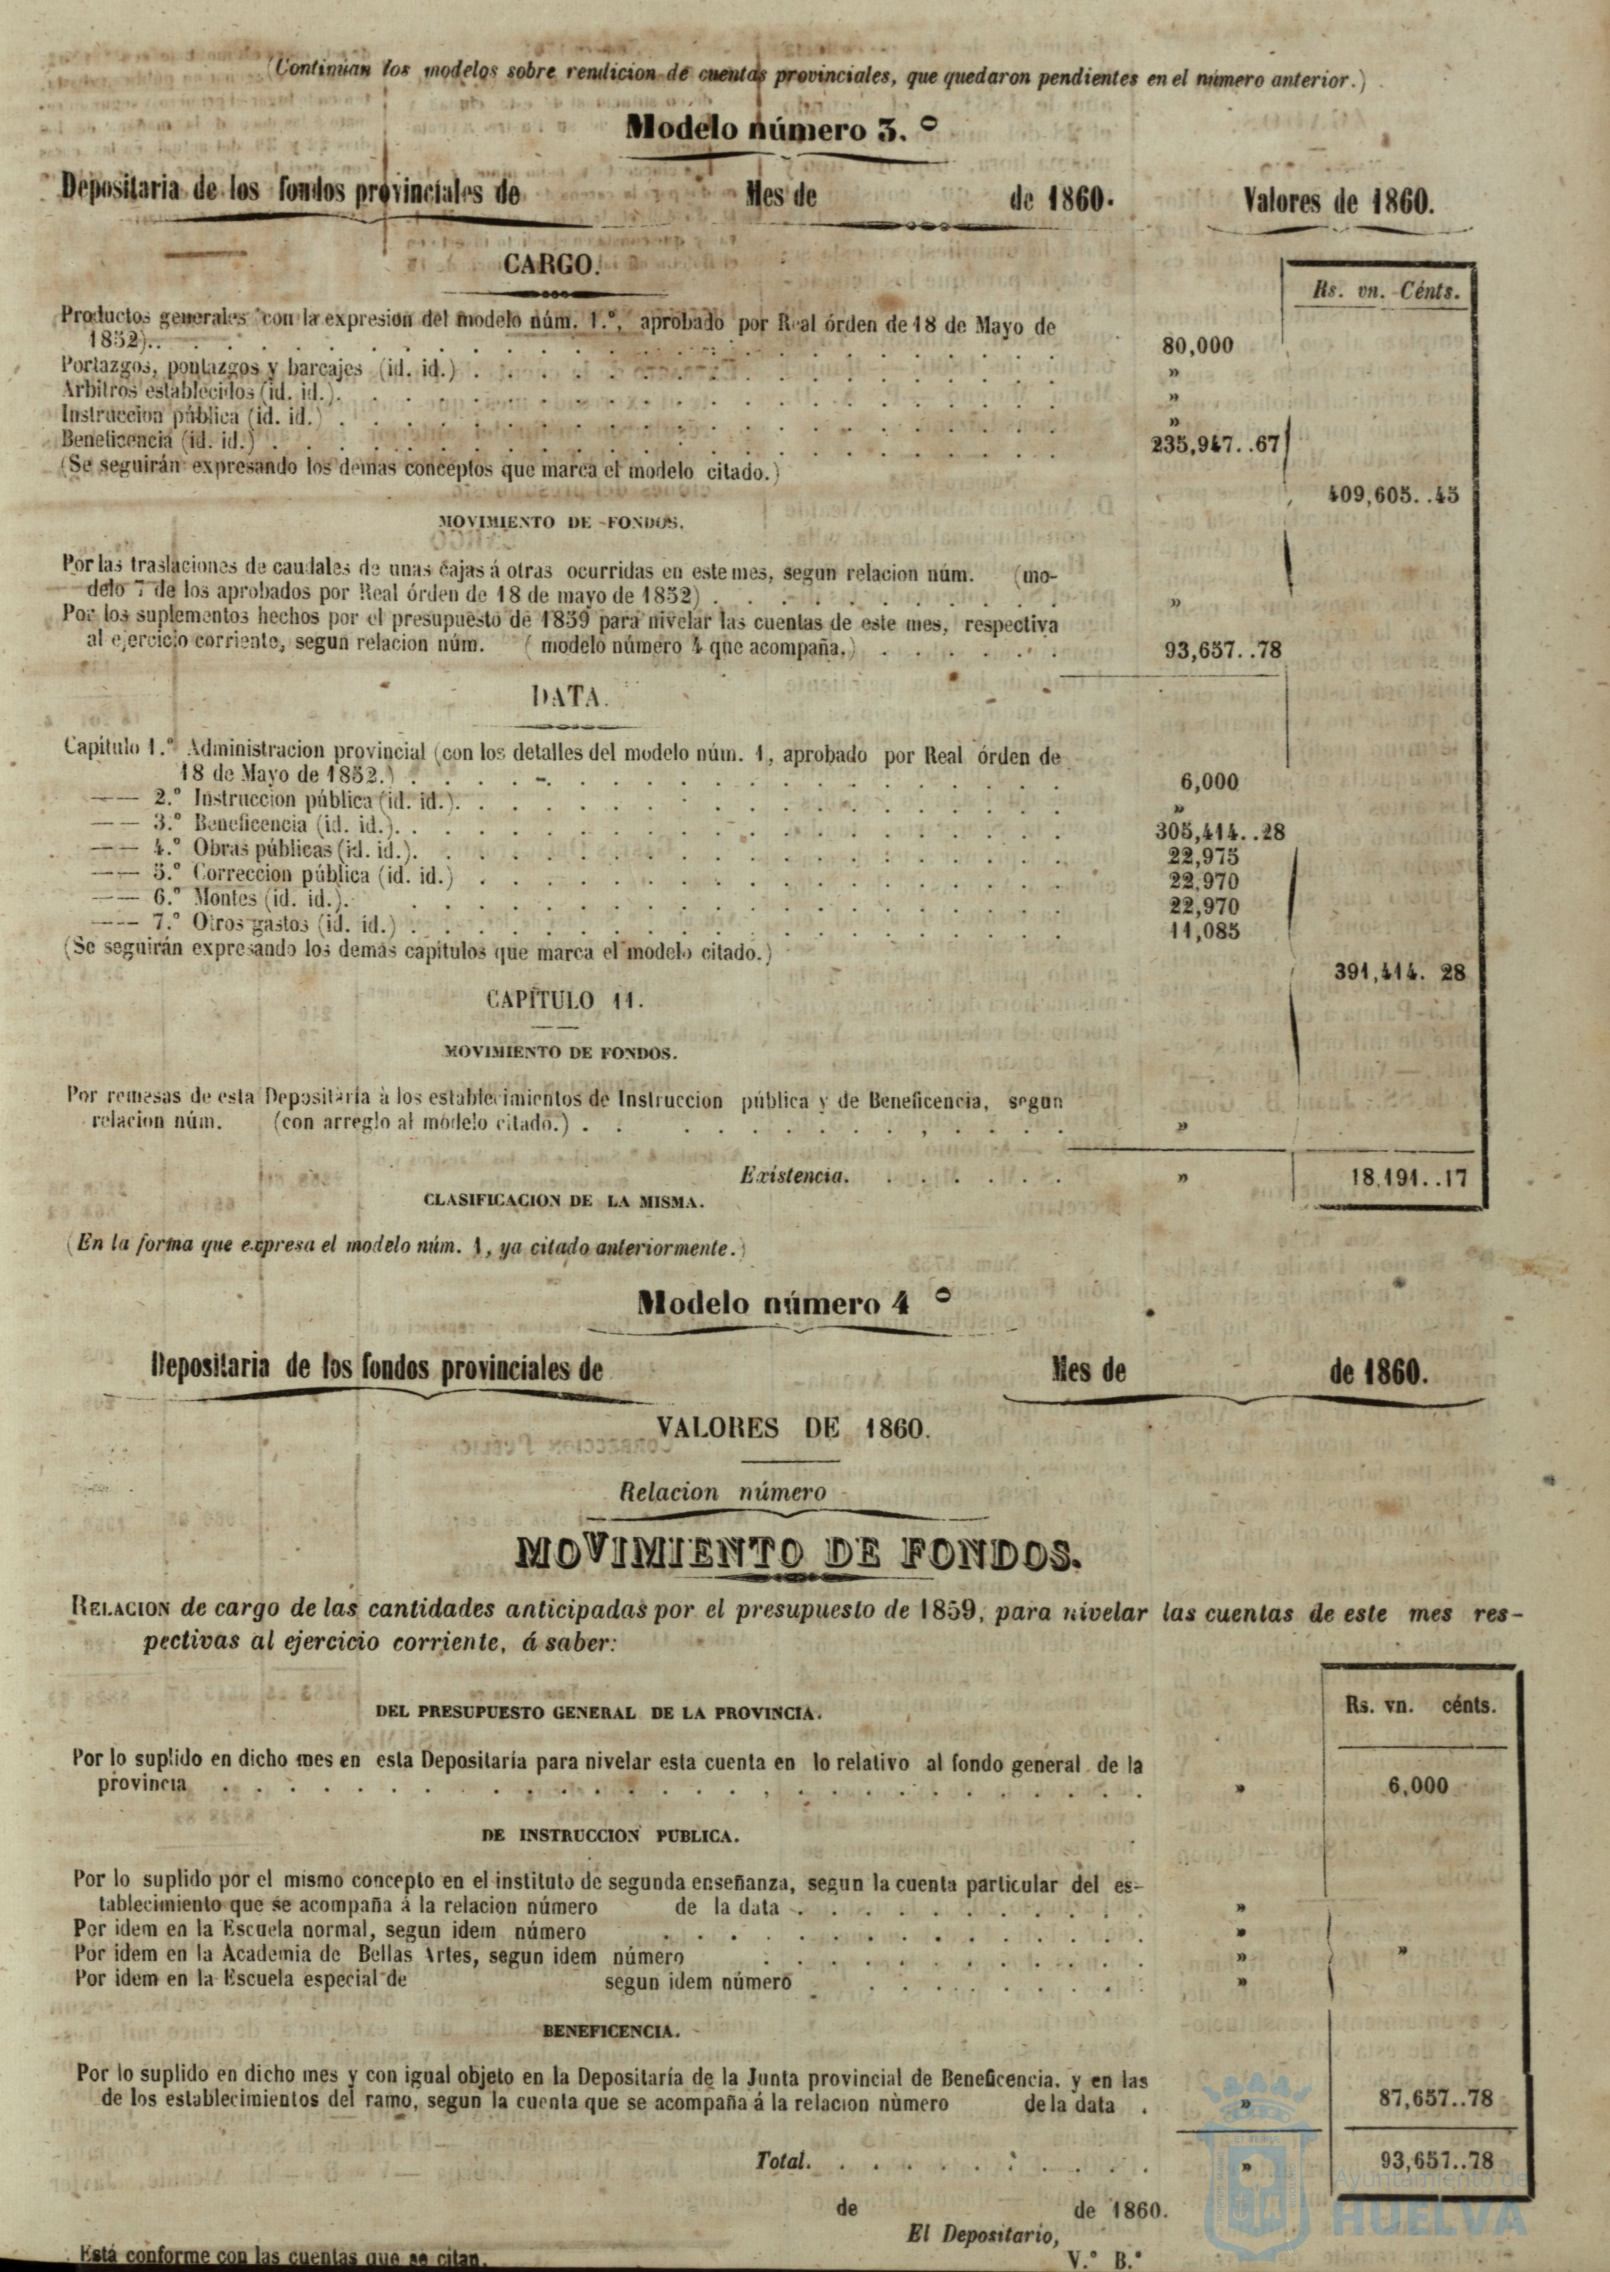 (Continúan los modelos sobre rendicion de cuentas provinciales, que quedaron pendientes en el número anterior.)
Modelo número 3.º
Depositaria de los fondos provinciales de Mes de de 1860. Valores de 1860.
CARGO.
Rs. vn. Cénts.
Productos generales (con la expresion del modelo núm. 1.º, aprobado por Real órden de 18 de Mayo de
1852). . . . . . . . . . 80,000
Portazgos, pontazgos y barcajes (id. id.) . . . . . . . . . . »
Arbitros establecidos (id. id.). . . . . . . . . . »
Instruccion pública (id. id.) . . . . . . . . . . »
Beneficencia (id. id.) . . . . . . . . . . 235,947. .67
(Se seguirán expresando los demas conceptos que marca el modelo citado.)
409,605. .45
MOVIMIENTO DE FONDOS.
Por las traslaciones de caudales de unas cajas á otras ocurridas en este mes, segun relacion núm. (mo-
delo 7 de los aprobados por Real órden de 18 de mayo de 1852) . . . . . . . . . . »
Por los suplementos hechos por el presupuesto de 1859 para nivelar las cuentas de este mes, respectiva
al ejercicio corriente, segun relacion núm. ( modelo número 4 que acompaña.) . . . . . . 93,657. .78
DATA.
Capitulo 1.º Administracion provincial (con los detalles del modelo núm. 1, aprobado por Real órden de
18 de Mayo de 1852.) . . . . . . . . . . 6,000
—— 2.º Instruccion pública (id. id.). . . . . . . . . . »
—— 3.º Beneficencia (id. id.). . . . . . . . . . 305,414. .28
—— 4.º Obras públicas (id. id.). . . . . . . . . . 22,975
—— 5.º Correccion pública (id. id.) . . . . . . . . . . 22,970
—— 6.º Montes (id. id.). . . . . . . . . . 22,970
—— 7.º Otros gastos (id. id.) . . . . . . . . . . 11,085
(Se seguirán expresando los demás capitulos que marca el modelo citado.)
391,414. 28
CAPÍTULO 11.
MOVIMIENTO DE FONDOS.
Por remesas de esta Depositaría à los establecimientos de Instruccion pública y de Beneficencia, segun
relacion núm. (con arreglo al modelo citado.) . . . . . . . . . . »
Existencia. . . . . . . » 18,191. .17
CLASIFICACION DE LA MISMA.
(En la forma que expresa el modelo núm. 1, ya citado anteriormente.)
Modelo número 4 º
Depositaria de los fondos provinciales de Mes de de 1860.
VALORES DE 1860.
Relacion número
MOVIMIENTO DE FONDOS.
RELACION de cargo de las cantidades anticipadas por el presupuesto de 1859, para nivelar las cuentas de este mes res-
pectivas al ejercicio corriente, á saber:
Rs. vn. cénts.
DEL PRESUPUESTO GENERAL DE LA PROVINCIA.
Por lo suplido en dicho mes en esta Depositaría para nivelar esta cuenta en lo relativo al fondo general de la
provincia . . . . . . . . . . » 6,000
DE INSTRUCCION PUBLICA.
Por lo suplido por el mismo concepto en el instituto de segunda enseñanza, segun la cuenta particular del es-
tablecimiento que se acompaña á la relacion número de la data . . . . . . . . . . »
Por idem en la Escuela normal, segun idem número . . . . . . . . . . »
Por idem en la Academia de Bellas Artes, segun idem número . . . . . . . . . . » »
Por idem en la Escuela especial de segun idem número . . . . . . . . . »
BENEFICENCIA.
Por lo suplido en dicho mes y con igual objeto en la Depositaría de la Junta provincial de Beneficencia, y en las
de los establecimientos del ramo, segun la cuenta que se acompaña á la relacion nùmero de la data . » 87,657..78
Total. . . . . . . . . . . » 93,657..78
de de 1860.
El Depositario,
Está conforme con las cuentas que se citan.
V.º B.º
Ayuntamiento de
HUELVA